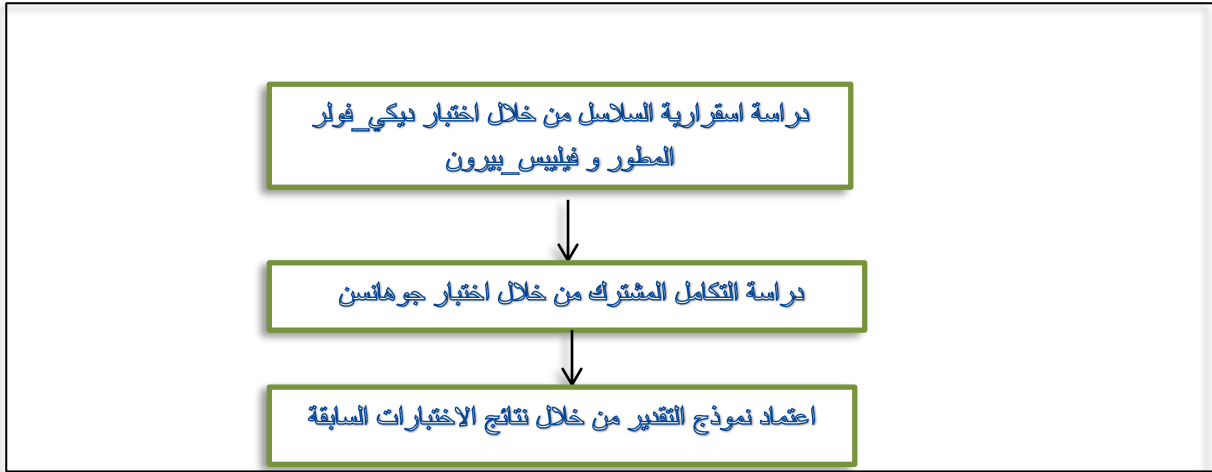 دراسة اسقرارية السلاسل من خلال اختبار ديكي_فولر
المطور و فيليبس_بيرون
دراسة التكامل المشترك من خلال اختبار جوهانسن
اعتماد نموذج التقدير من خلال نتائج الاختبارات السابقة